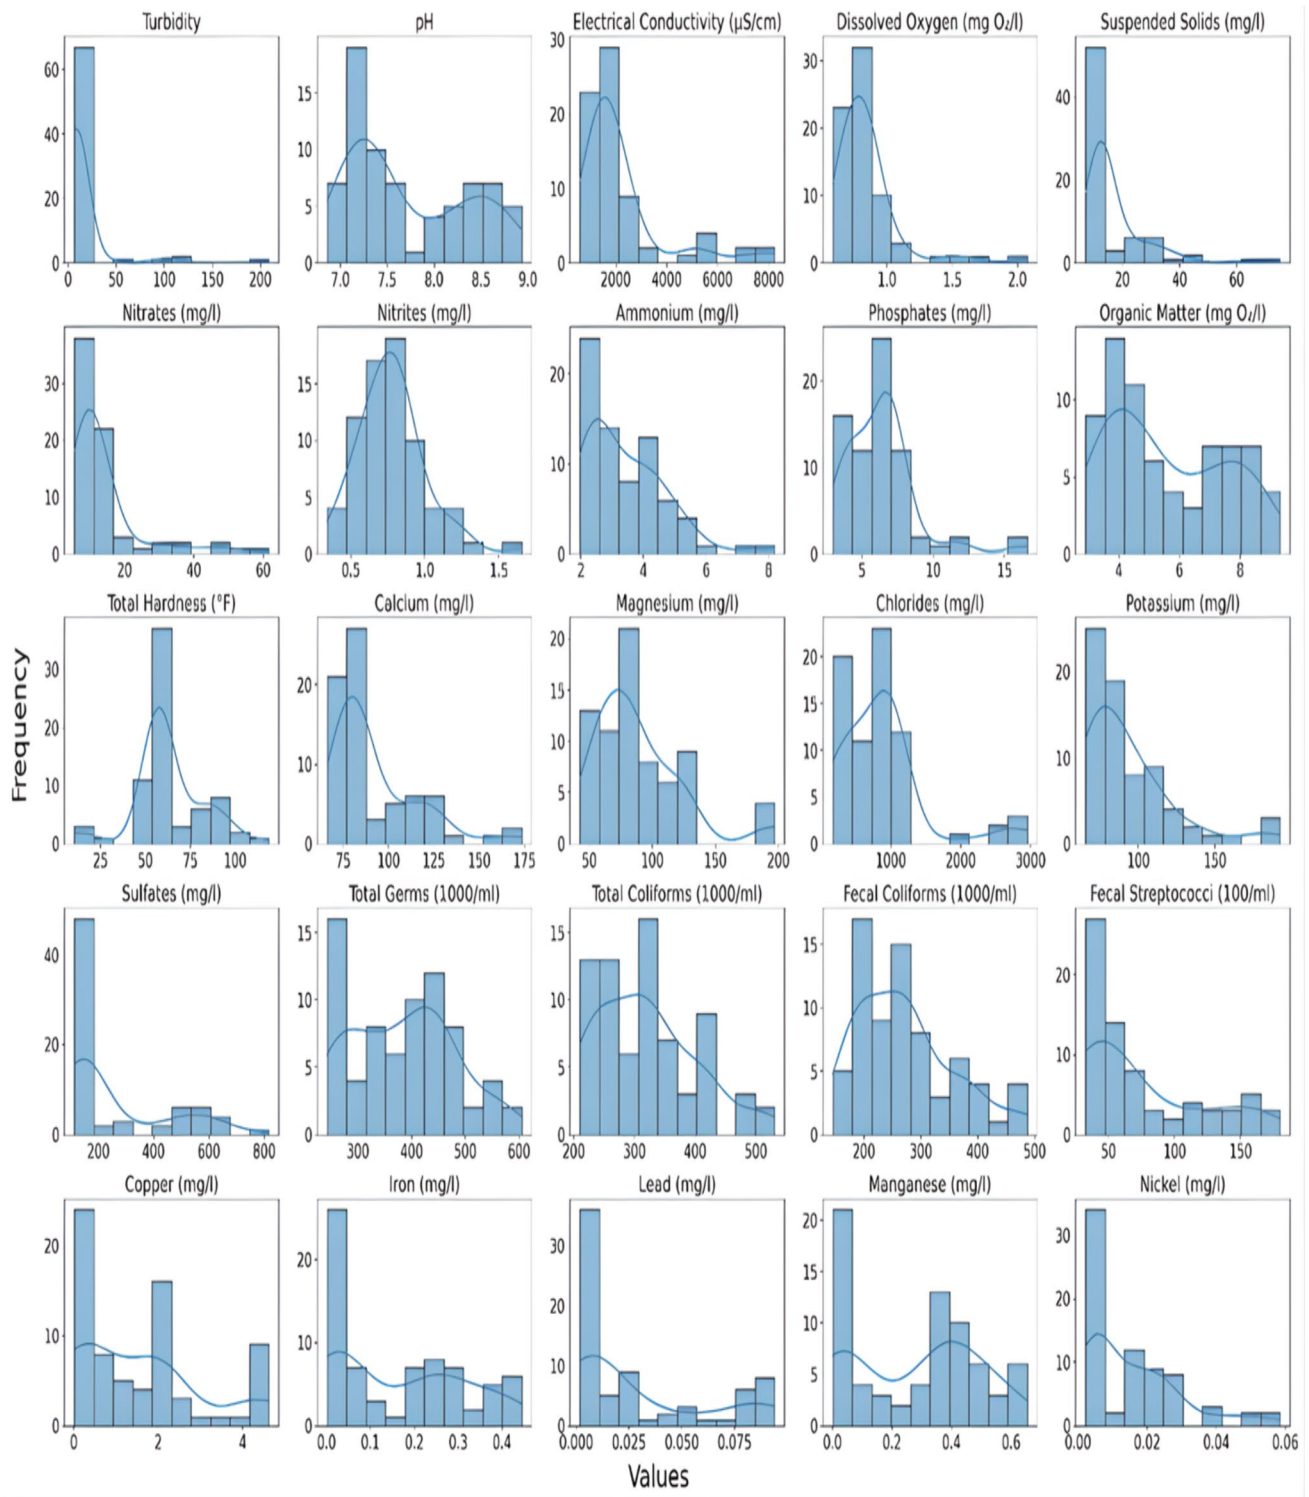 Turbidity pH Electrical Conductivity (µS/cm) Dissolved Oxygen (mg O₂/l) Suspended Solids (mg/l)
60 40 20 0
15 10 5 0
30 20 10 0
30 20 10 0
40 20 0
0 50 100 150 200
7.0 7.5 8.0 8.5 9.0
2000 4000 6000 8000
1.0 1.5 2.0
20 40 60
Nitrates (mg/l) Nitrites (mg/l) Ammonium (mg/l) Phosphates (mg/l) Organic Matter (mg O₂/l)
30 20 10 0
15 10 5 0
20 10 0
20 10 0
10 5 0
20 40 60
0.5 1.0 1.5
2 4 6 8
5 10 15
4 6 8
Total Hardness (°F) Calcium (mg/l) Magnesium (mg/l) Chlorides (mg/l) Potassium (mg/l)
30 20 10 0
20 10 0
20 15 10 5 0
20 15 10 5 0
20 10 0
25 50 75 100
75 100 125 150 175
50 100 150 200
1000 2000 3000
100 150
Frequency
Sulfates (mg/l) Total Germs (1000/ml) Total Coliforms (1000/ml) Fecal Coliforms (1000/ml) Fecal Streptococci (100/ml)
40 20 0
15 10 5 0
15 10 5 0
15 10 5 0
20 10 0
200 400 600 800
300 400 500 600
200 300 400 500
200 300 400 500
50 100 150
Copper (mg/l) Iron (mg/l) Lead (mg/l) Manganese (mg/l) Nickel (mg/l)
20 10 0
20 10 0
30 20 10 0
20 15 10 5 0
30 20 10 0
0 2 4
0.0 0.1 0.2 0.3 0.4
0.000 0.025 0.050 0.075
0.0 0.2 0.4 0.6
0.00 0.02 0.04 0.06
Values